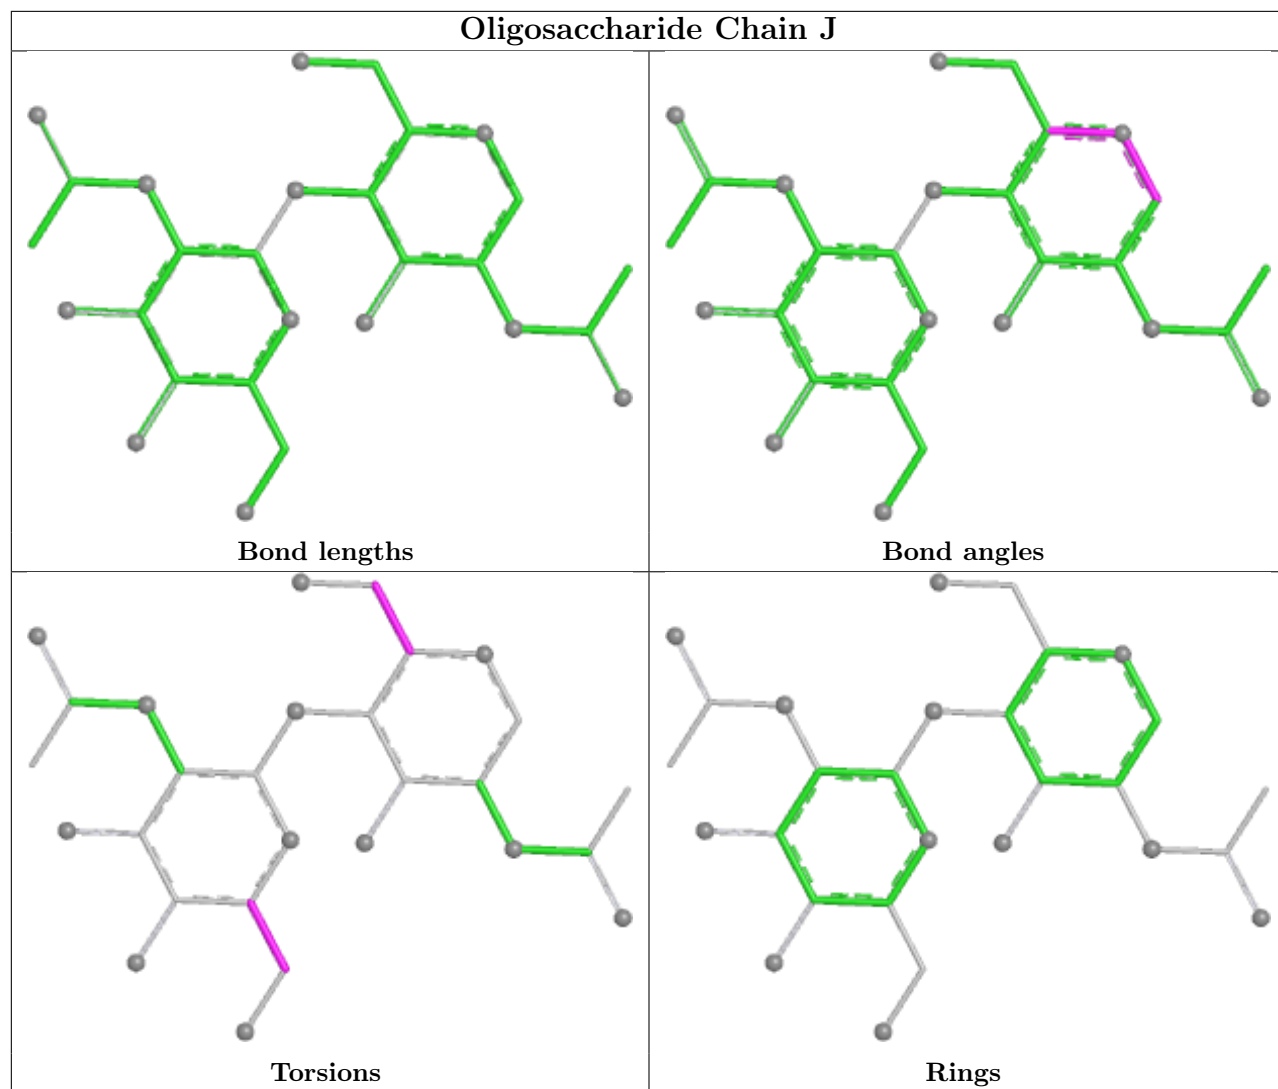 Oligosaccharide Chain J
Bond lengths
Bond angles
Torsions
Rings